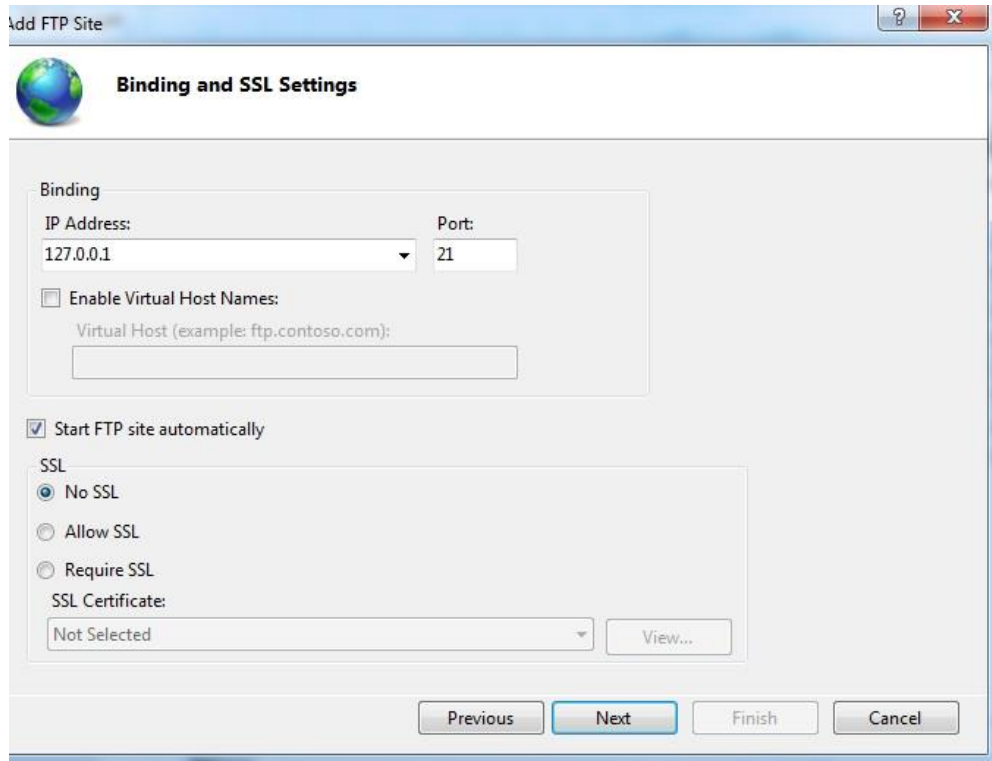 Add FTP Site
Binding and SSL Settings
Binding
IP Address: Port:
127.0.0.1 21
Enable Virtual Host Names:
Virtual Host (example: ftp.contoso.com):
Start FTP site automatically
SSL
No SSL
Allow SSL
Require SSL
SSL Certificate:
Not Selected View...
Previous Next Finish Cancel